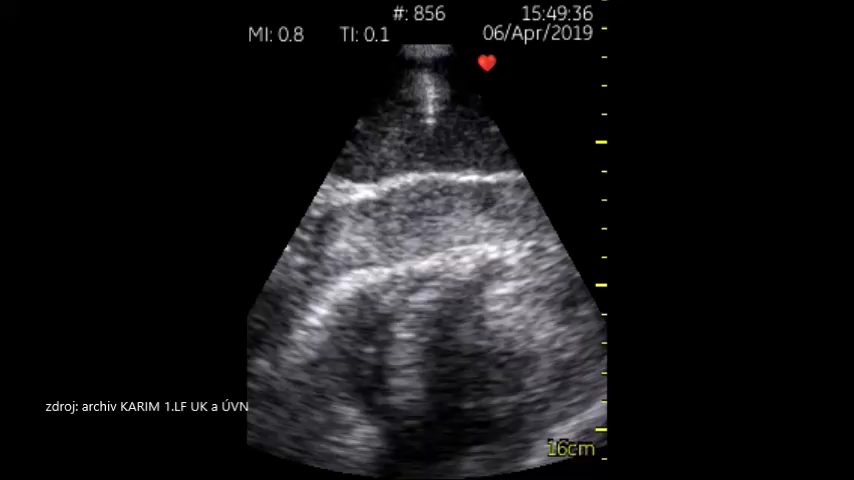 #: 856 15:49:36
MI: 0.8 TI: 0.1 06/Apr/2019
zdroj: archiv KARIM 1.LF UK a ÚVN
16cm